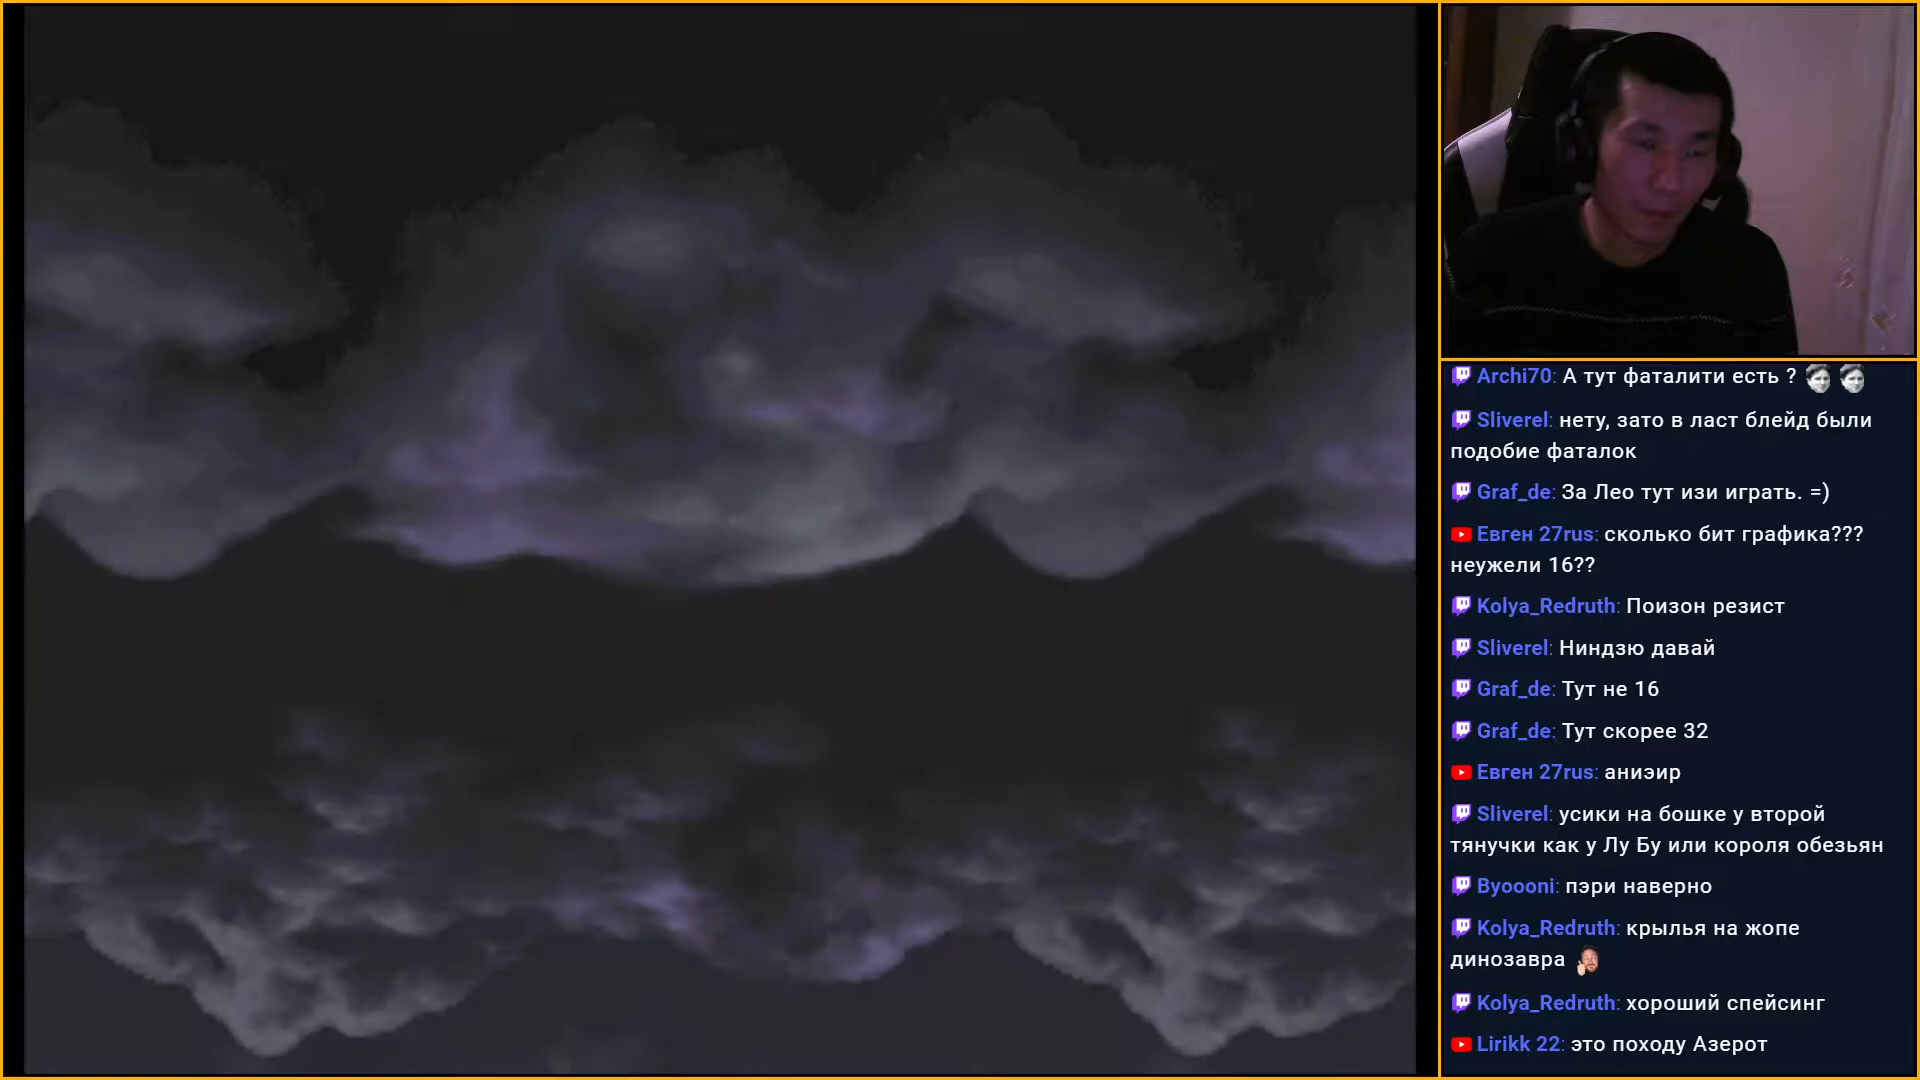 Archi70: А тут фаталити есть ?
Sliverel: нету, зато в ласт блейд были
подобие фаталок
Graf_de: За Лео тут изи играть. =)
Евген 27rus: сколько бит графика???
неужели 16??
Kolya_Redruth: Поизон резист
Sliverel: Ниндзю давай
Graf_de: Тут не 16
Graf_de: Тут скорее 32
Евген 27rus: аниэир
Sliverel: усики на бошке у второй
тянучки как у Лу Бу или короля обезьян
Byoooni: пэри наверно
Kolya_Redruth: крылья на жопе
динозавра
Kolya_Redruth: хороший спейсинг
Lirikk 22: это походу Азерот